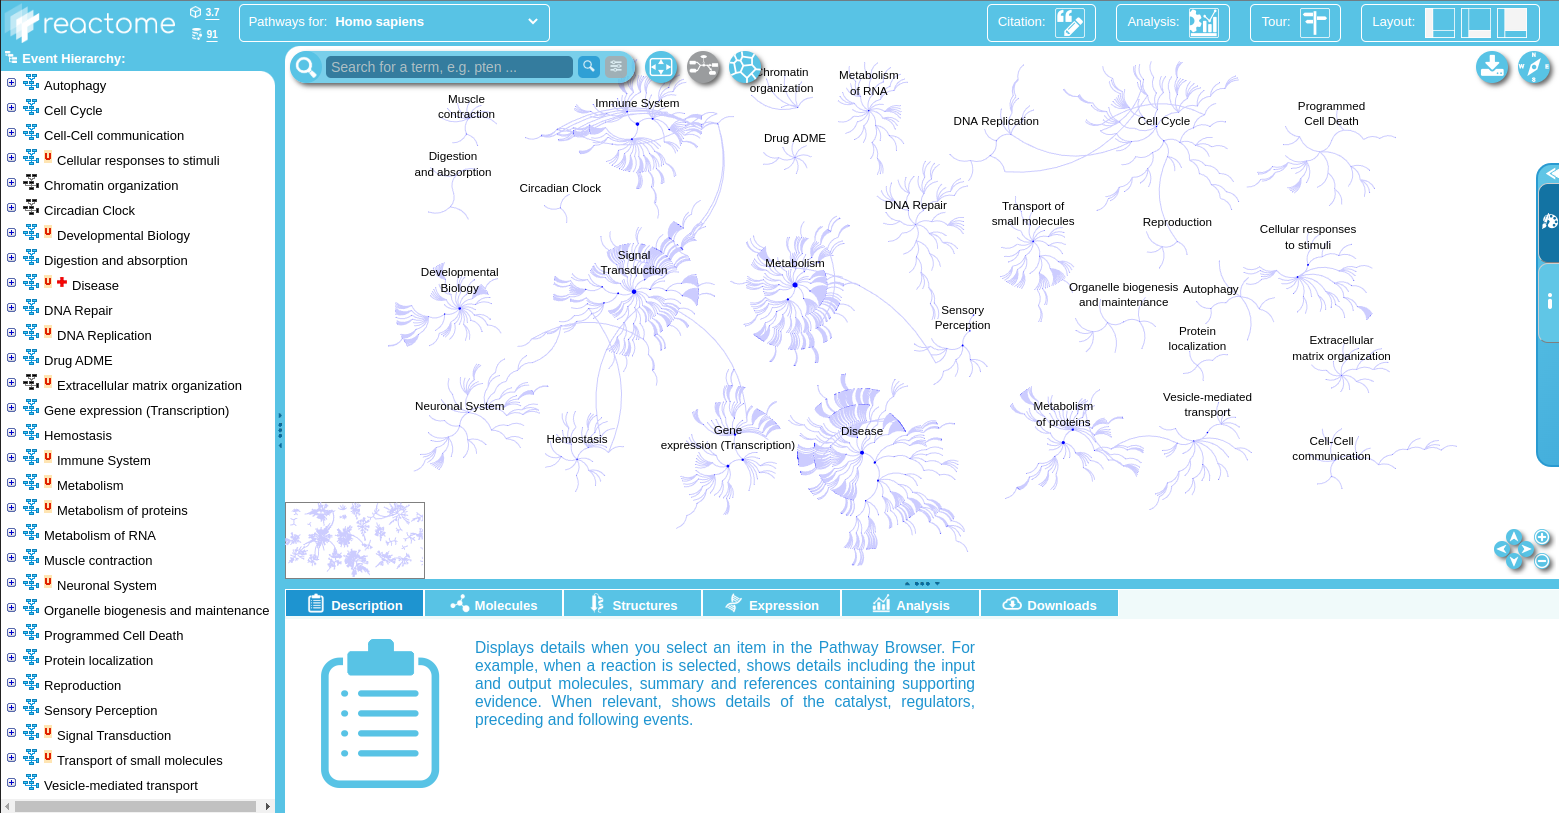 reactome
3.7
91
Pathways for: Homo sapiens
Citation:
Analysis:
Tour:
Layout:
Event Hierarchy:
Autophagy
Cell Cycle
Cell-Cell communication
U Cellular responses to stimuli
Chromatin organization
Circadian Clock
U Developmental Biology
Digestion and absorption
U Disease
DNA Repair
U DNA Replication
Drug ADME
U Extracellular matrix organization
Gene expression (Transcription)
Hemostasis
U Immune System
U Metabolism
U Metabolism of proteins
Metabolism of RNA
Muscle contraction
U Neuronal System
Organelle biogenesis and maintenance
Programmed Cell Death
Protein localization
Reproduction
Sensory Perception
U Signal Transduction
U Transport of small molecules
Vesicle-mediated transport
Search for a term, e.g. pten ...
N
W E
S
Chromatin
organization
Metabolism
of RNA
Muscle
contraction
Immune System
DNA Replication
Cell Cycle
Programmed
Cell Death
Drug ADME
Digestion
and absorption
Circadian Clock
DNA Repair
Transport of
small molecules
Reproduction
Cellular responses
to stimuli
Signal
Transduction
Metabolism
Developmental
Biology
Organelle biogenesis
and maintenance
Autophagy
Sensory
Perception
Protein
localization
Extracellular
matrix organization
Neuronal System
Hemostasis
Gene
expression (Transcription)
Disease
Metabolism
of proteins
Vesicle-mediated
transport
Cell-Cell
communication
Description
Molecules
Structures
Expression
Analysis
Downloads
Displays details when you select an item in the Pathway Browser. For
example, when a reaction is selected, shows details including the input
and output molecules, summary and references containing supporting
evidence. When relevant, shows details of the catalyst, regulators,
preceding and following events.